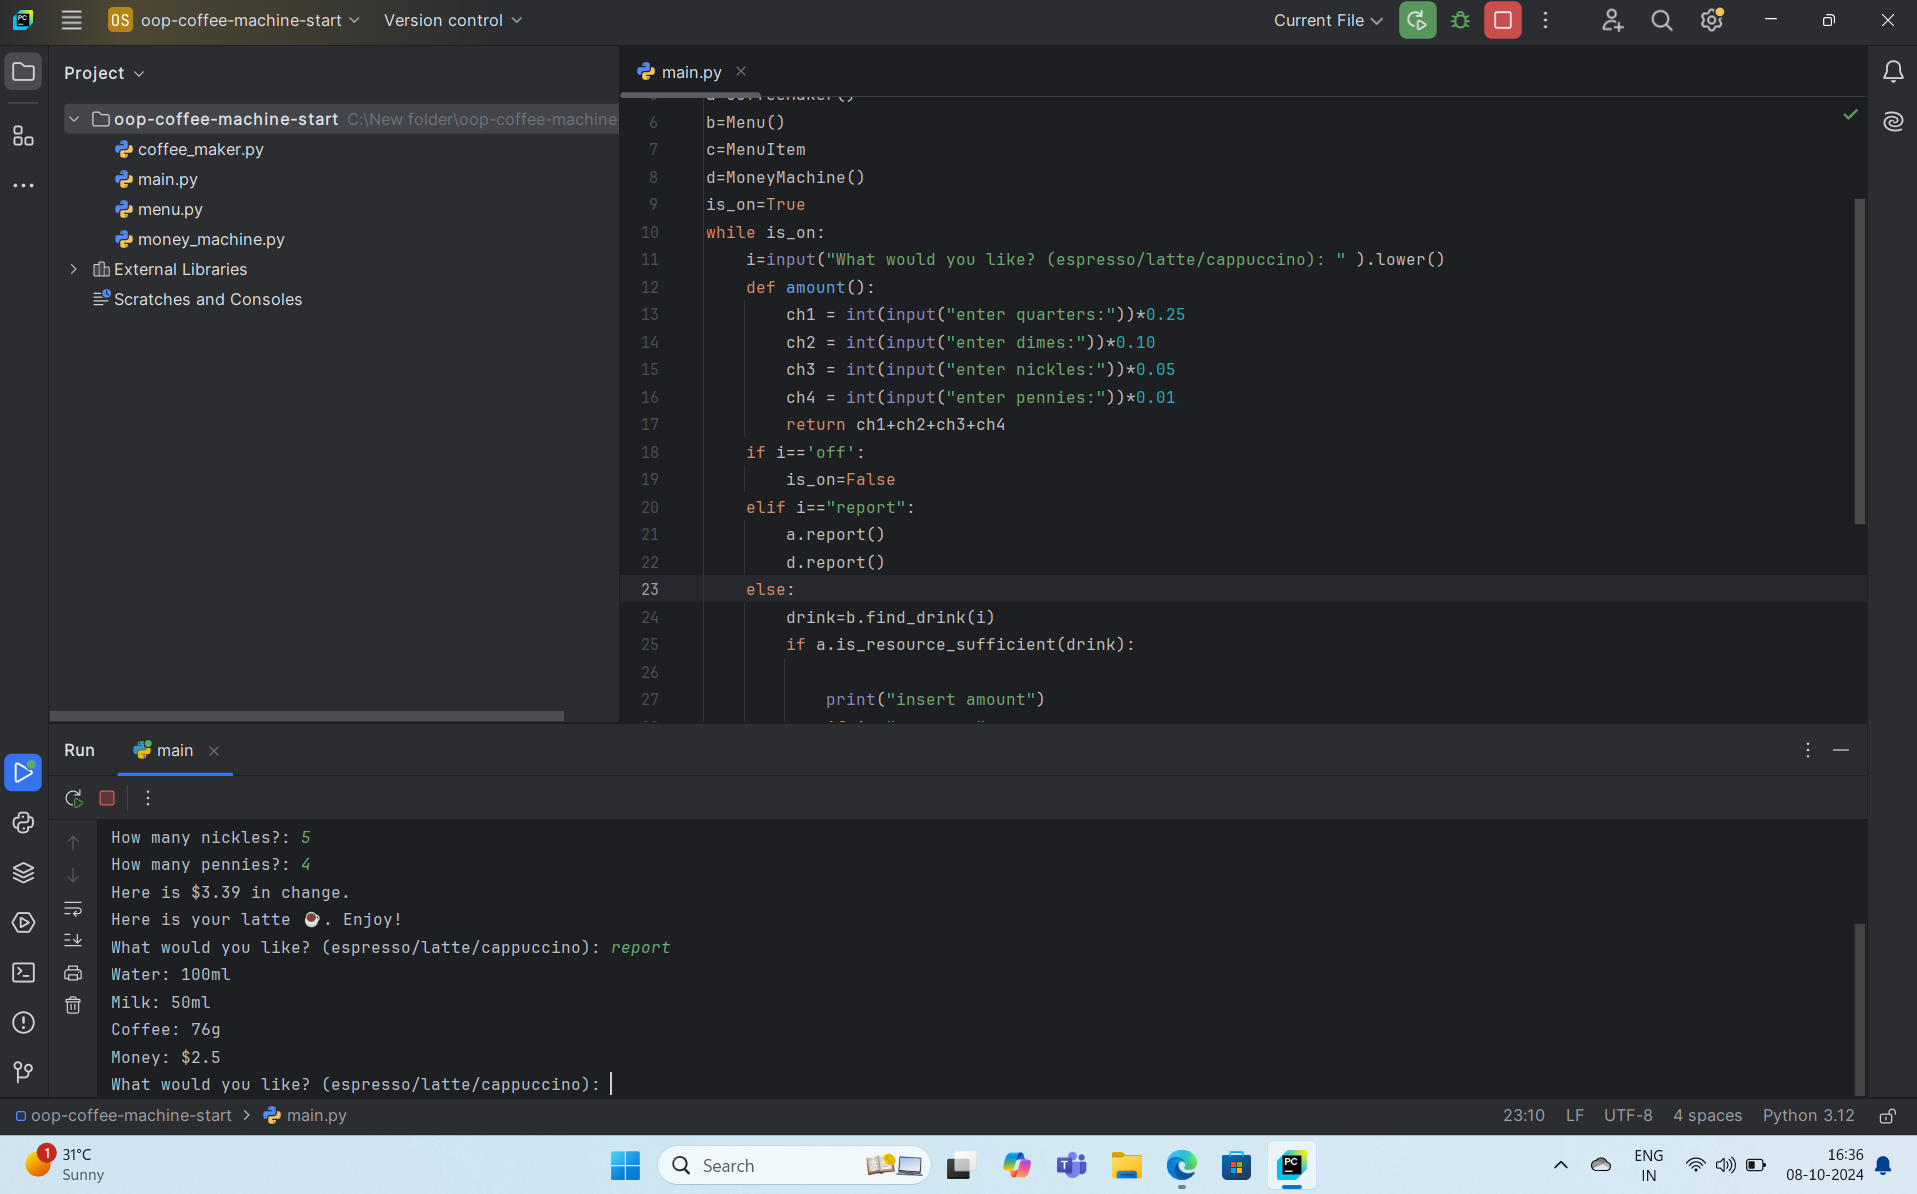 PC
OS oop-coffee-machine-start
Version control
Current File
Project
oop-coffee-machine-start C:\New folder\oop-coffee-machine
coffee_maker.py
main.py
menu.py
money_machine.py
External Libraries
Scratches and Consoles
main.py
6 b=Menu()
7 c=MenuItem
8 d=MoneyMachine()
9 is_on=True
10 while is_on:
11 i=input("What would you like? (espresso/latte/cappuccino): " ).lower()
12 def amount():
13 ch1 = int(input("enter quarters:"))*0.25
14 ch2 = int(input("enter dimes:"))*0.10
15 ch3 = int(input("enter nickles:"))*0.05
16 ch4 = int(input("enter pennies:"))*0.01
17 return ch1+ch2+ch3+ch4
18 if i=='off':
19 is_on=False
20 elif i=="report":
21 a.report()
22 d.report()
23 else:
24 drink=b.find_drink(i)
25 if a.is_resource_sufficient(drink):
26
27 print("insert amount")
Run
main
How many nickles?: 5
How many pennies?: 4
Here is $3.39 in change.
Here is your latte ☕. Enjoy!
What would you like? (espresso/latte/cappuccino): report
Water: 100ml
Milk: 50ml
Coffee: 76g
Money: $2.5
What would you like? (espresso/latte/cappuccino):
oop-coffee-machine-start > main.py
23:10 LF UTF-8 4 spaces Python 3.12
1
31°C
Sunny
Search
PC
ENG
IN
16:36
08-10-2024